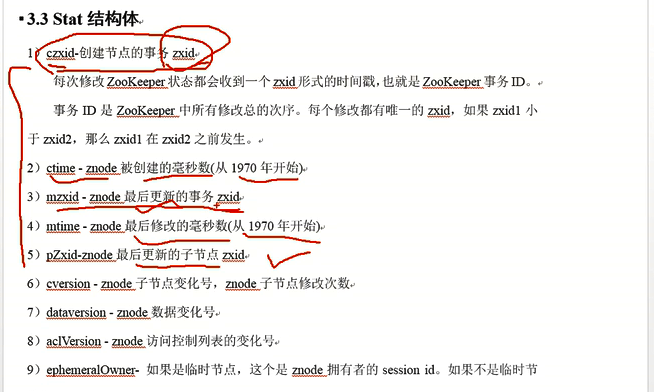 ▪3.3 Stat 结构体
1）czxid-创建节点的事务 zxid
每次修改 ZooKeeper 状态都会收到一个 zxid 形式的时间戳,也就是 ZooKeeper 事务 ID。
事务 ID 是 ZooKeeper 中所有修改总的次序。每个修改都有唯一的 zxid，如果 zxid1 小
于 zxid2，那么 zxid1 在 zxid2 之前发生。
2）ctime - znode 被创建的毫秒数(从 1970 年开始)
3）mzxid - znode 最后更新的事务 zxid
4）mtime - znode 最后修改的毫秒数(从 1970 年开始)
5）pZxid-znode 最后更新的子节点 zxid
6）cversion - znode 子节点变化号，znode 子节点修改次数
7）dataversion - znode 数据变化号
8）aclVersion - znode 访问控制列表的变化号
9）ephemeralOwner- 如果是临时节点，这个是 znode 拥有者的 session id。如果不是临时节